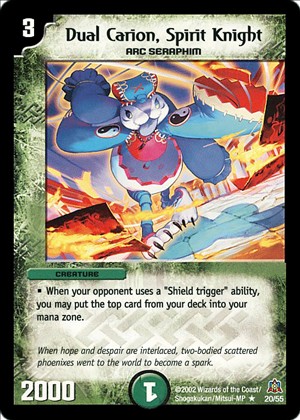 3
Dual Carion, Spirit Knight
ARC SERAPHIM
CREATURE
▪ When your opponent uses a "Shield trigger" ability,
you may put the top card from your deck into your
mana zone.
When hope and despair are interlaced, two-bodied scattered
phoenixes went to the world to become a spark.
2000
1
©2002 Wizards of the Coast/
Shogakukan/Mitsui-MP ★ 20/55